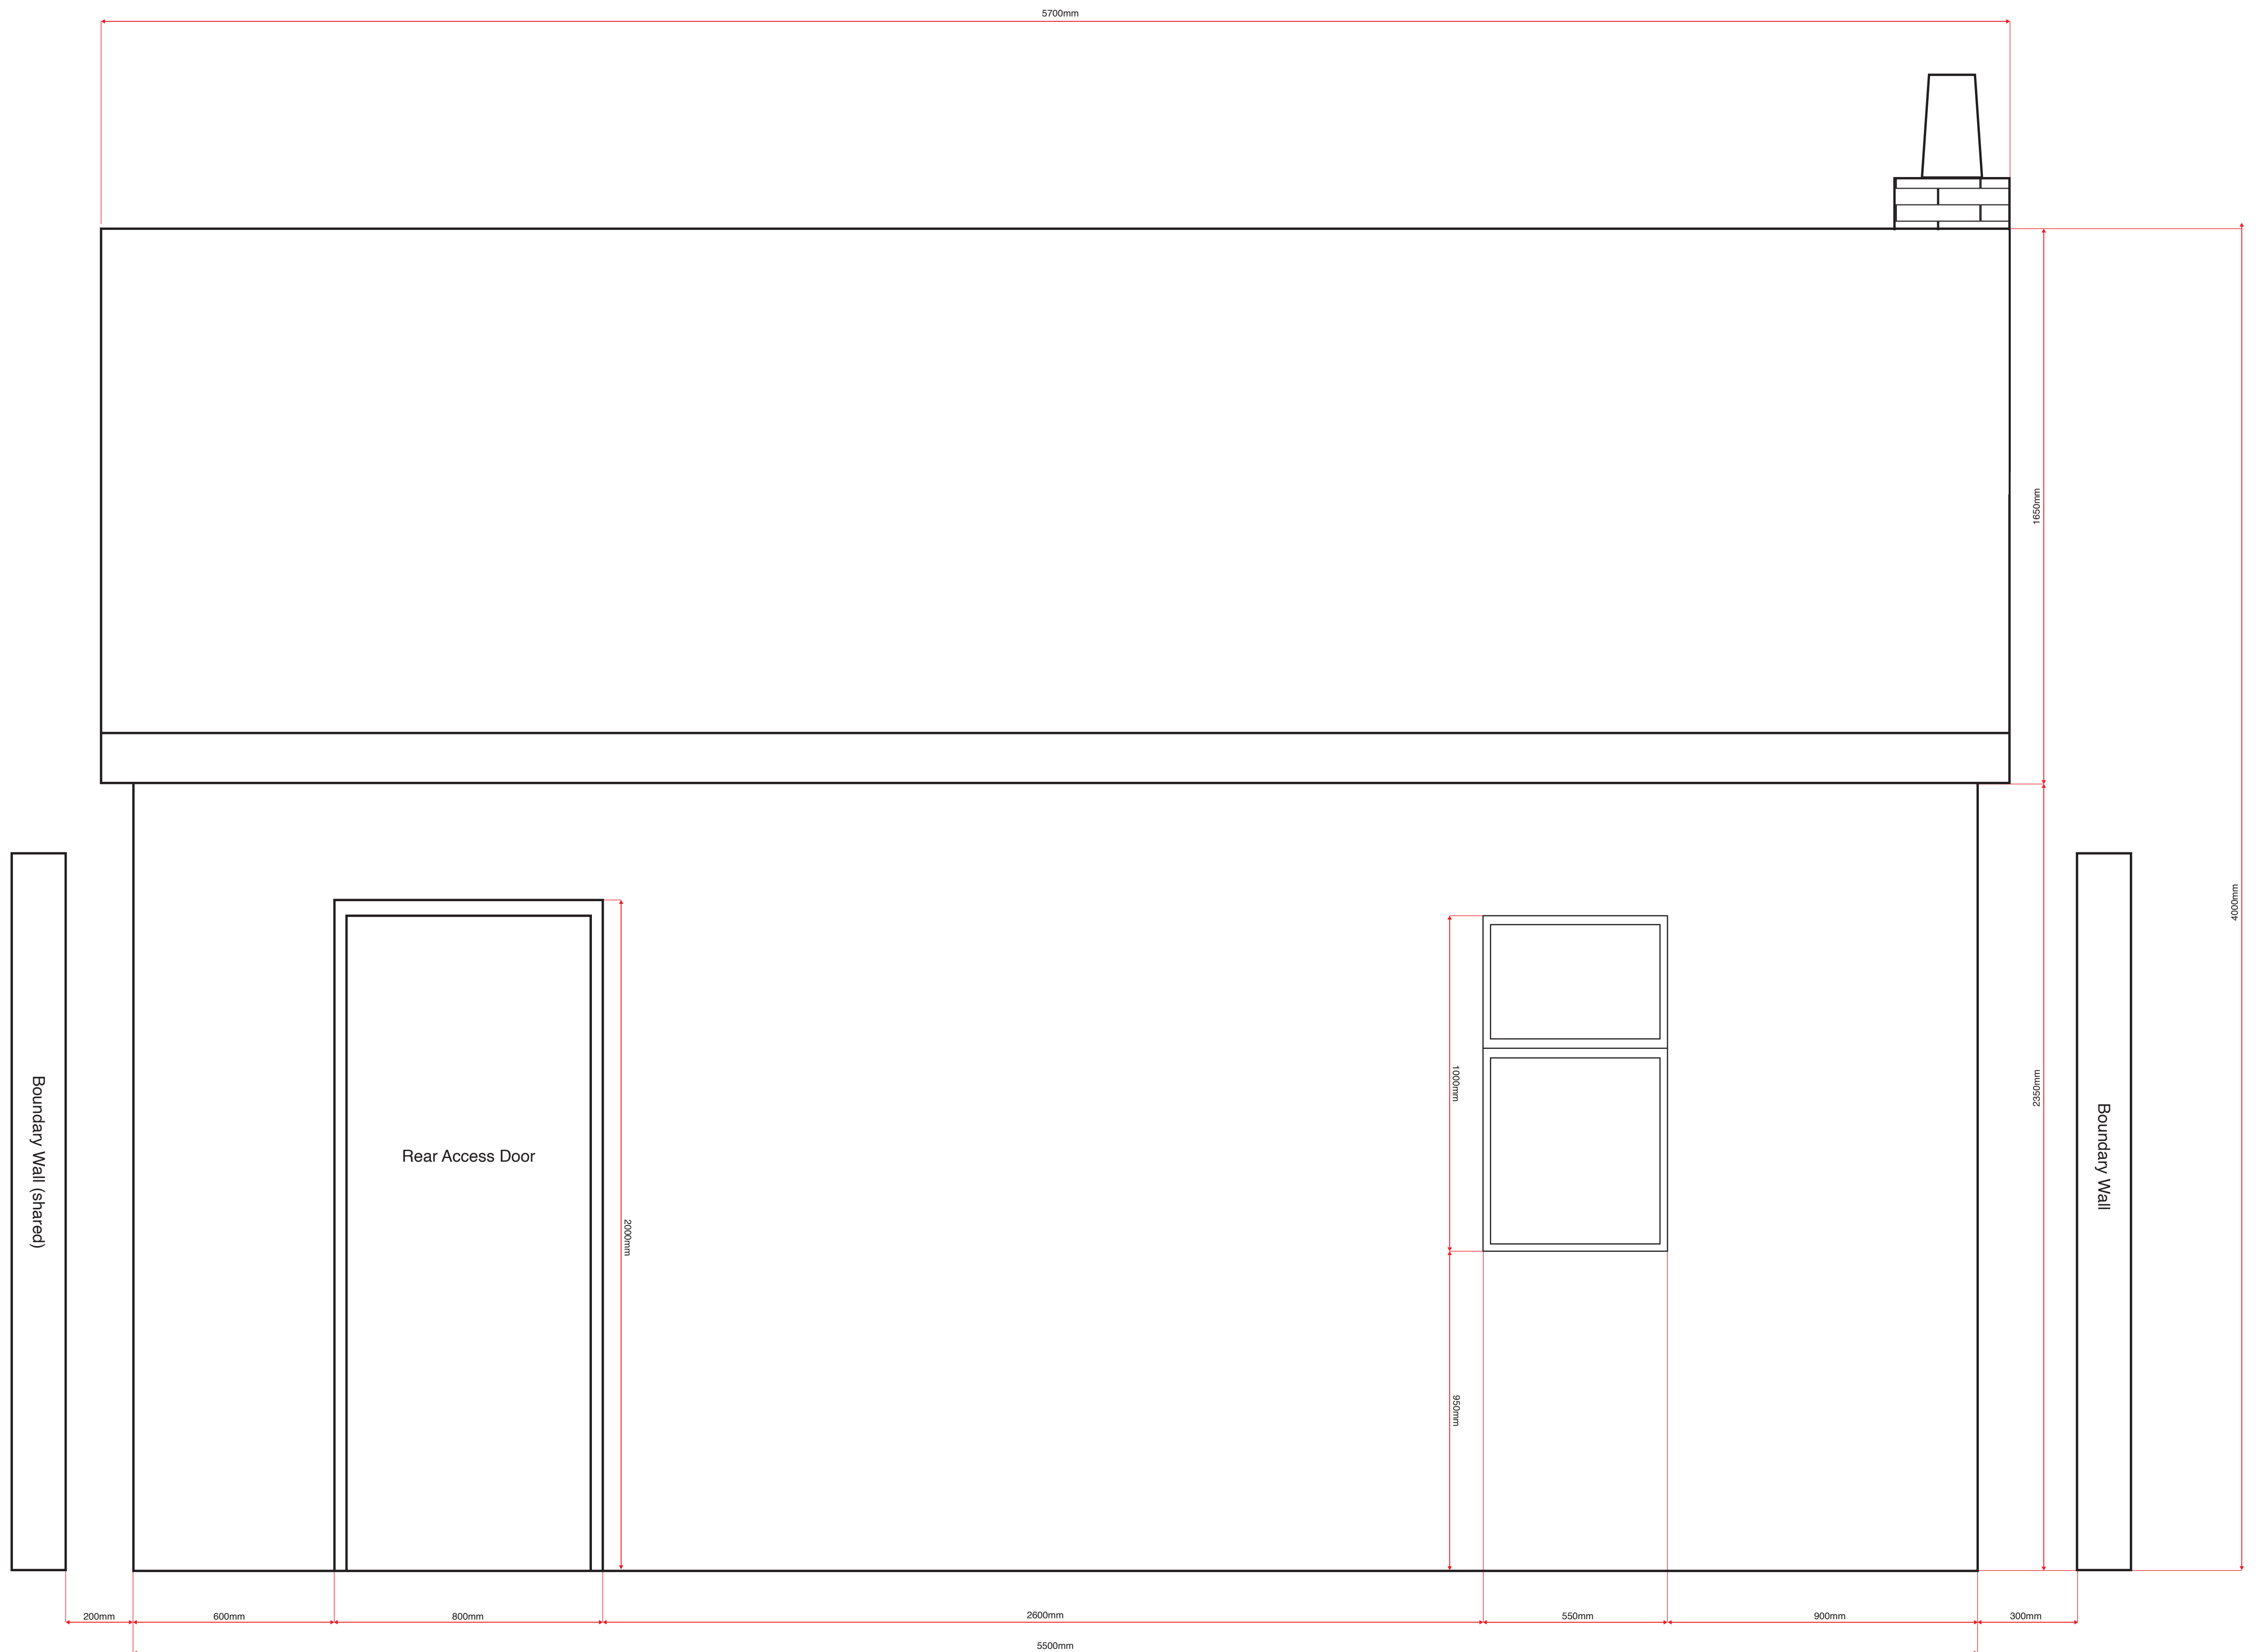 5700mm
1650mm
4000mm
2350mm
1000mm
Boundary Wall (shared)
Boundary Wall
Rear Access Door
2000mm
950mm
200mm
600mm
800mm
2600mm
550mm
900mm
300mm
5500mm